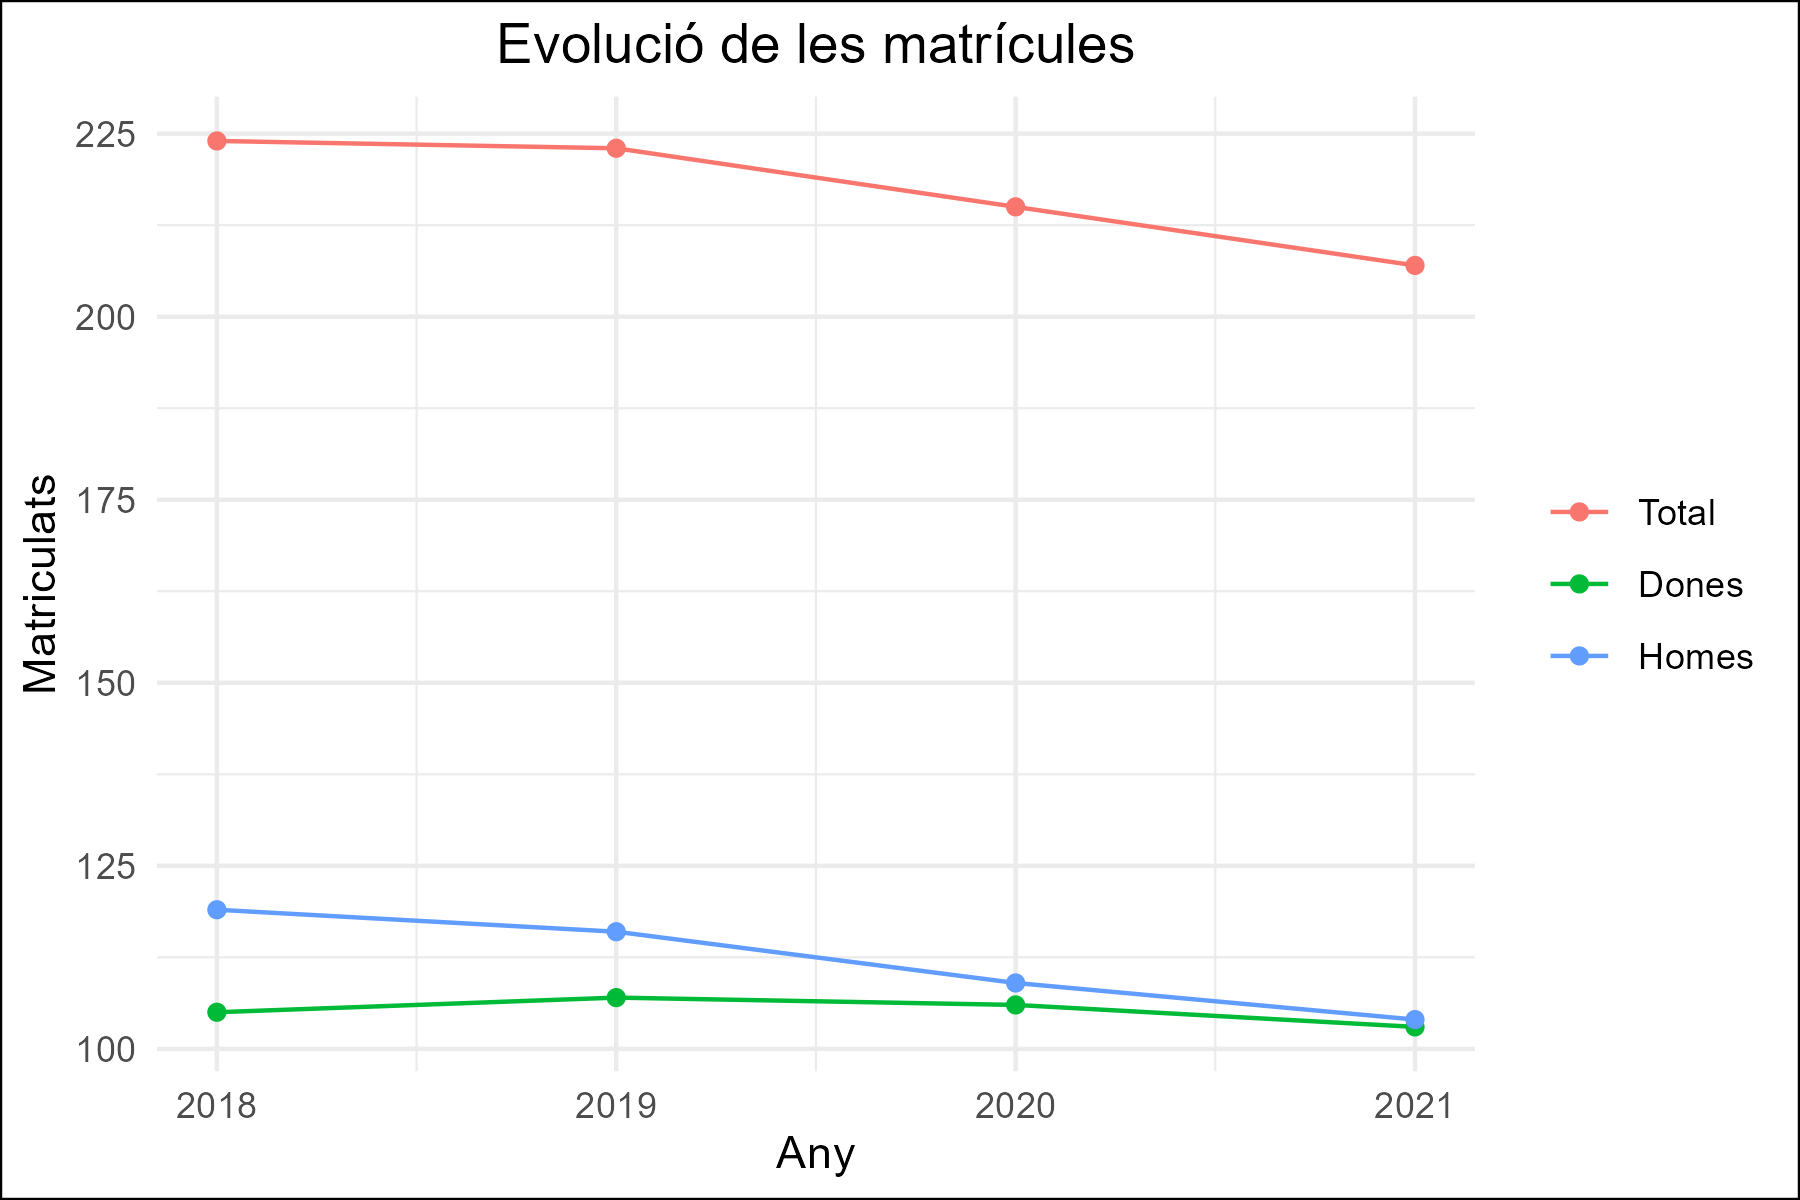 Evolució de les matrícules
225
200
175
150
125
100
Matriculats
2018 2019 2020 2021
Any
Total
Dones
Homes